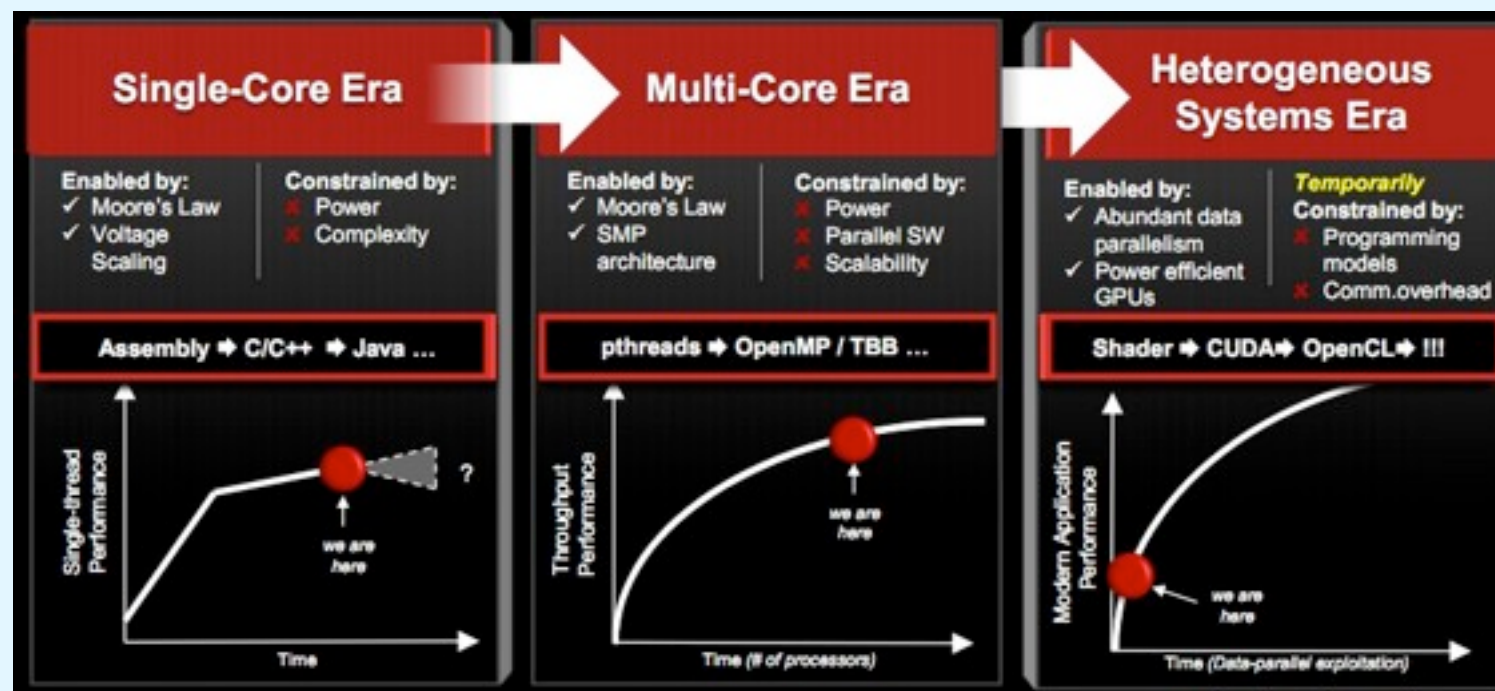 Single-Core Era
Enabled by:
✓ Moore's Law
✓ Voltage
Scaling
Constrained by:
✗ Power
✗ Complexity
Assembly ➡ C/C++ ➡ Java ...
Single-thread
Performance
?
we are
here
Time
Multi-Core Era
Enabled by:
✓ Moore's Law
✓ SMP
architecture
Constrained by:
✗ Power
✗ Parallel SW
✗ Scalability
pthreads ➡ OpenMP / TBB ...
Throughput
Performance
we are
here
Time (# of processors)
Heterogeneous
Systems Era
Enabled by:
✓ Abundant data
parallelism
✓ Power efficient
GPUs
Temporarily
Constrained by:
✗ Programming
models
✗ Comm.overhead
Shader ➡ CUDA➡ OpenCL➡ !!!
Modern Application
Performance
we are
here
Time (Data-parallel exploitation)